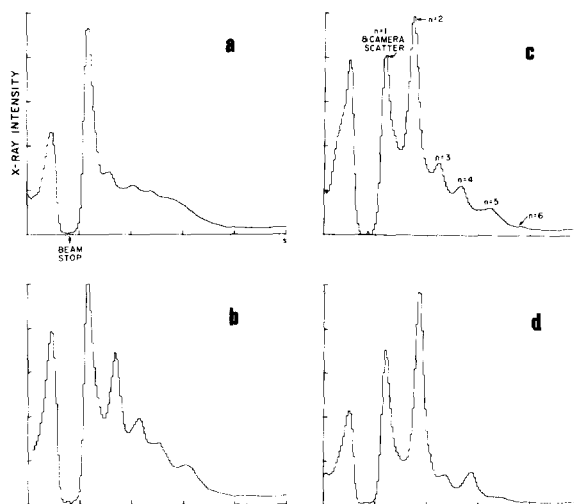 a
X-RAY INTENSITY
BEAM
STOP
s
c
n=1
& CAMERA
SCATTER
n=2
n=3
n=4
n=5
n=6
b
d